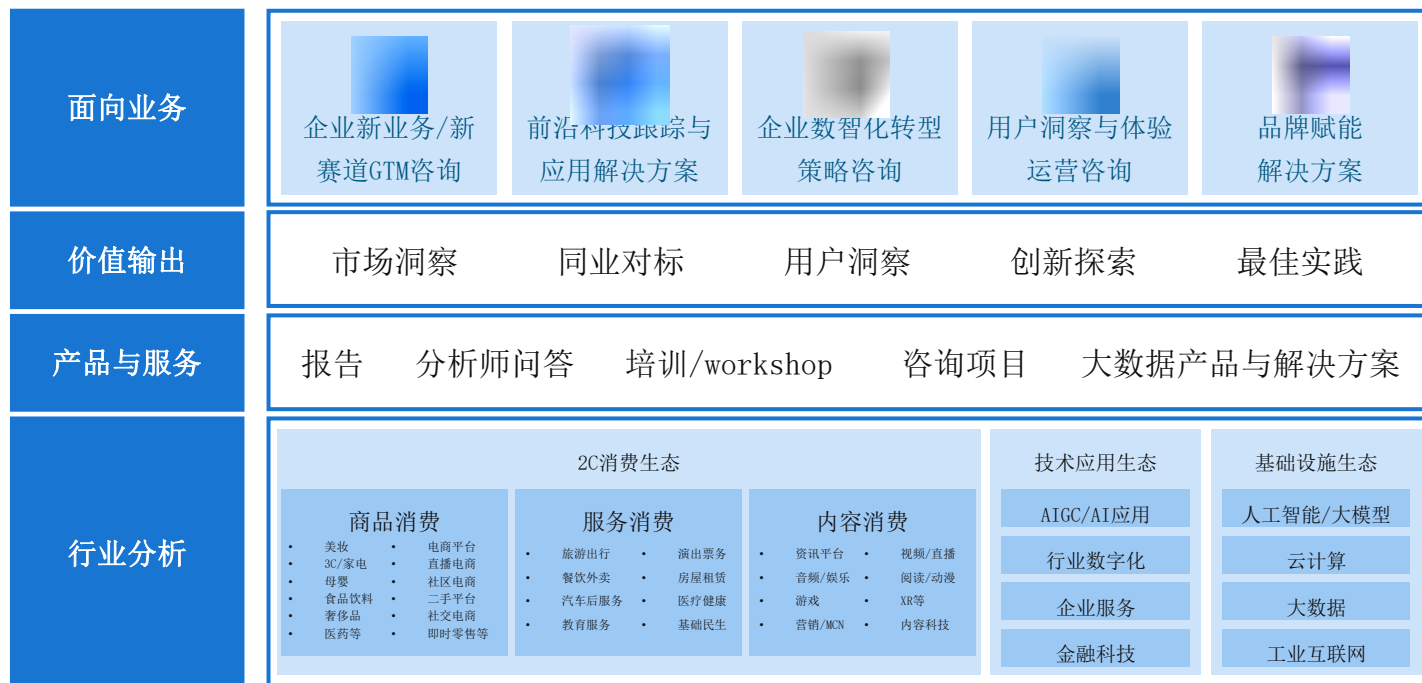 面向业务
企业新业务/新
赛道GTM咨询
前沿科技跟踪与
应用解决方案
企业数智化转型
策略咨询
用户洞察与体验
运营咨询
品牌赋能
解决方案
价值输出
市场洞察 同业对标 用户洞察 创新探索 最佳实践
产品与服务
报告 分析师问答 培训/workshop 咨询项目 大数据产品与解决方案
行业分析
2C消费生态
商品消费
• 美妆 • 电商平台
• 3C/家电 • 直播电商
• 母婴 • 社区电商
• 食品饮料 • 二手平台
• 奢侈品 • 社交电商
• 医药等 • 即时零售等
服务消费
• 旅游出行 • 演出票务
• 餐饮外卖 • 房屋租赁
• 汽车后服务 • 医疗健康
• 教育服务 • 基础民生
内容消费
• 资讯平台 • 视频/直播
• 音频/娱乐 • 阅读/动漫
• 游戏 • XR等
• 营销/MCN • 内容科技
技术应用生态
AIGC/AI应用
行业数字化
企业服务
金融科技
基础设施生态
人工智能/大模型
云计算
大数据
工业互联网